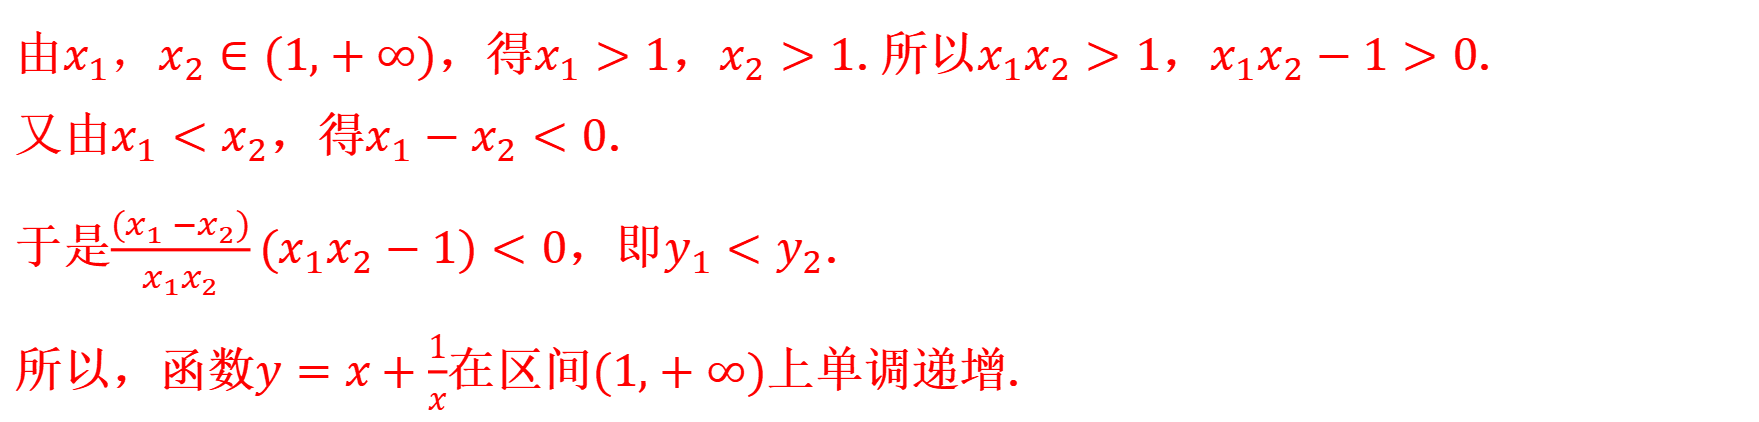 由x₁，x₂ ∈ (1, + ∞)，得x₁ > 1，x₂ > 1. 所以x₁x₂ > 1，x₁x₂ − 1 > 0.
又由x₁ < x₂，得x₁ − x₂ < 0.
于是\frac{(x₁ −x₂)}{x₁x₂}(x₁x₂ − 1) < 0，即y₁ < y₂.
所以，函数y = x + \frac{1}{x}在区间(1, + ∞)上单调递增.